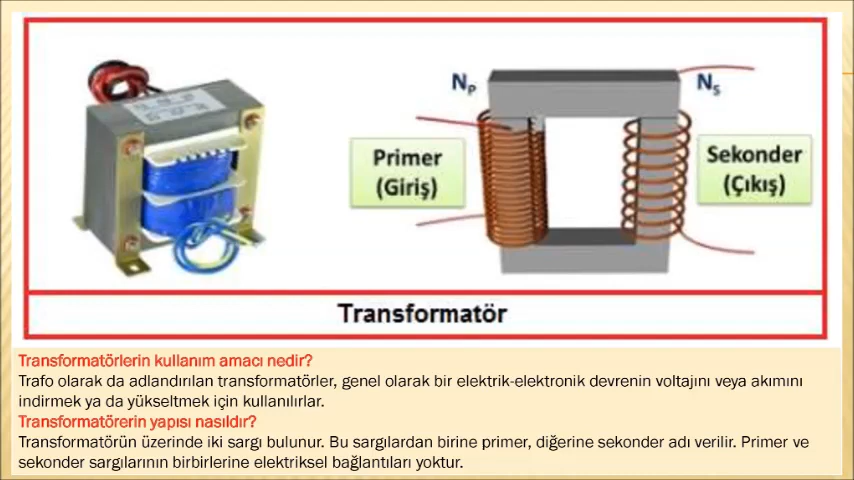 N_P
N_S
Primer
(Giriş)
Sekonder
(Çıkış)
Transformatör
Transformatörlerin kullanım amacı nedir?
Trafo olarak da adlandırılan transformatörler, genel olarak bir elektrik-elektronik devrenin voltajını veya akımını
indirmek ya da yükseltmek için kullanılırlar.
Transformatörerin yapısı nasıldır?
Transformatörün üzerinde iki sargı bulunur. Bu sargılardan birine primer, diğerine sekonder adı verilir. Primer ve
sekonder sargılarının birbirlerine elektriksel bağlantıları yoktur.